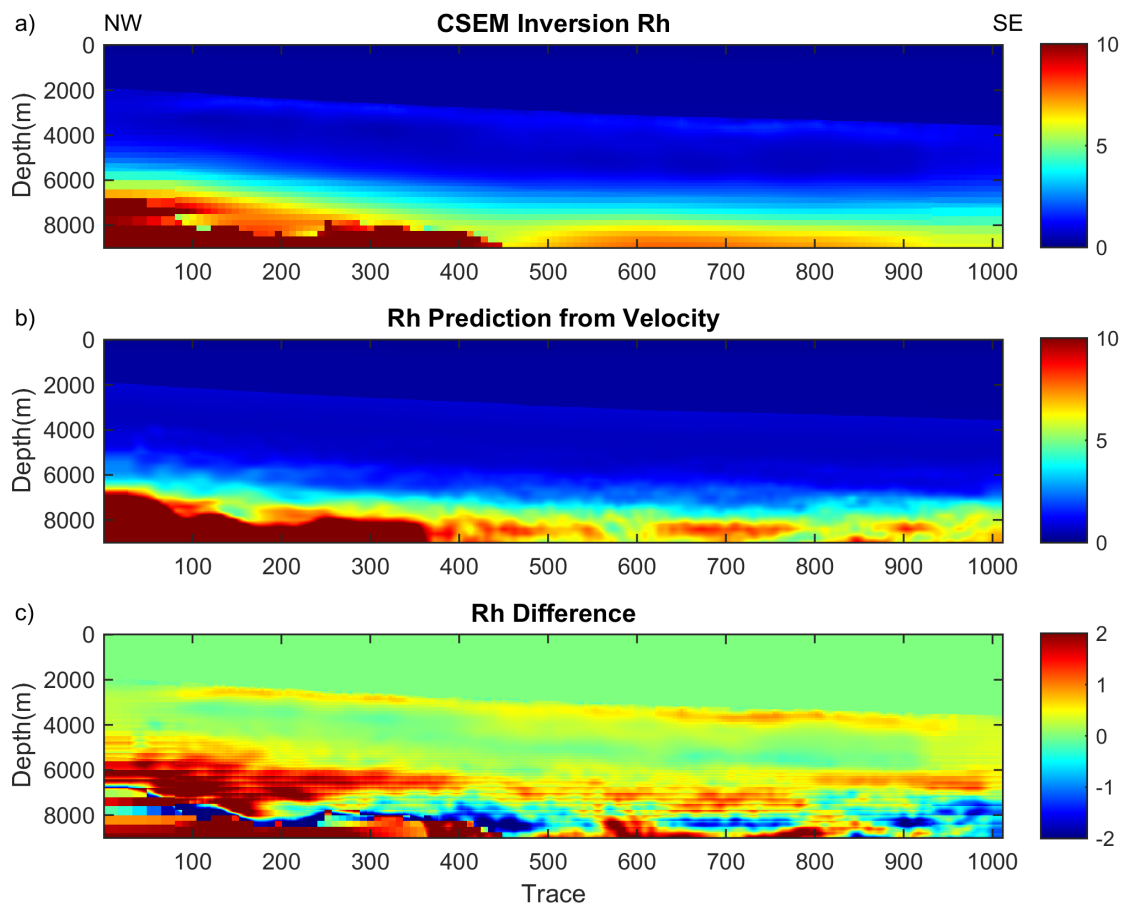 a) NW CSEM Inversion Rh SE
0 10
2000
4000 5
6000
8000
0
Depth(m)
100 200 300 400 500 600 700 800 900 1000
b) Rh Prediction from Velocity
0 10
2000
4000 5
6000
8000
0
Depth(m)
100 200 300 400 500 600 700 800 900 1000
c) Rh Difference
0 2
2000 1
4000 0
6000 -1
8000
-2
Depth(m)
100 200 300 400 500 600 700 800 900 1000
Trace